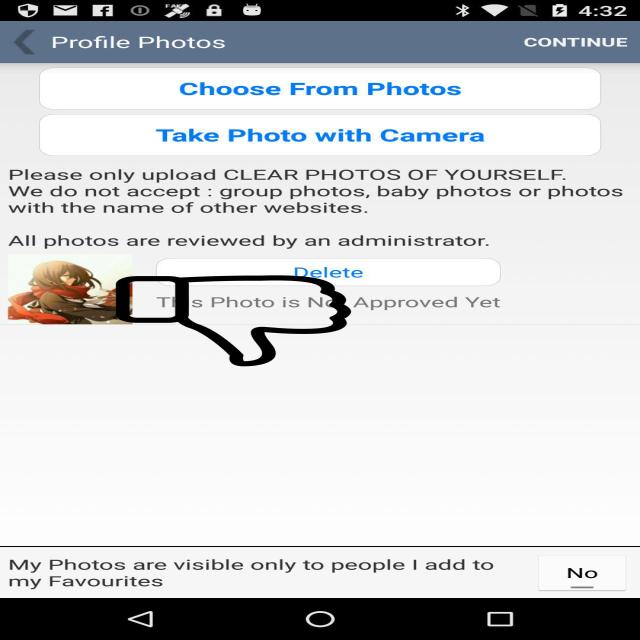 4:32
Profile Photos
CONTINUE
Choose From Photos
Take Photo with Camera
Please only upload CLEAR PHOTOS OF YOURSELF.
We do not accept : group photos, baby photos or photos
with the name of other websites.
All photos are reviewed by an administrator.
Delete
This Photo is Not Approved Yet
My Photos are visible only to people I add to
my Favourites
No